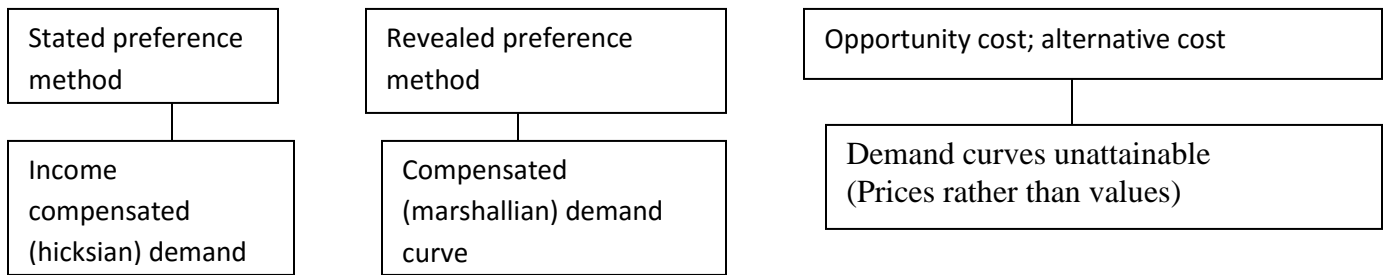 Stated preference
method
Revealed preference
method
Opportunity cost; alternative cost
Income
compensated
(hicksian) demand
Compensated
(marshallian) demand
curve
Demand curves unattainable
(Prices rather than values)